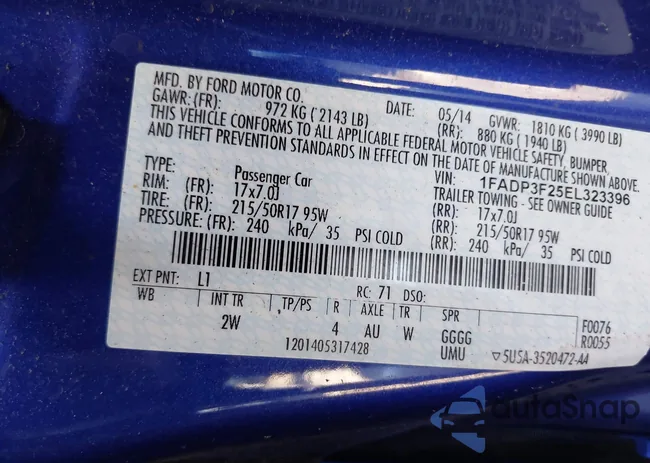 MFD. BY FORD MOTOR CO.
DATE: 05/14 GVWR: 1810 KG ( 3990 LB)
GAWR: (FR): 972 KG ( 2143 LB) (RR): 880 KG ( 1940 LB)
THIS VEHICLE CONFORMS TO ALL APPLICABLE FEDERAL MOTOR VEHICLE SAFETY, BUMPER,
AND THEFT PREVENTION STANDARDS IN EFFECT ON THE DATE OF MANUFACTURE SHOWN ABOVE.
VIN: 1FADP3F25EL323396
TYPE: Passenger Car TRAILER TOWING - SEE OWNER GUIDE
RIM: (FR): 17x7.0J (RR): 17x7.0J
TIRE: (FR): 215/50R17 95W (RR): 215/50R17 95W
PRESSURE: (FR): 240 kPa/ 35 PSI COLD (RR): 240 kPa/ 35 PSI COLD
EXT PNT: L1 RC: 71 DSO:
WB INT TR TP/PS R AXLE TR SPR F0076
2W 4 AU W GGGG R0055
1201405317428 UMU ▽5U5A-3520472-AA
autoSnap